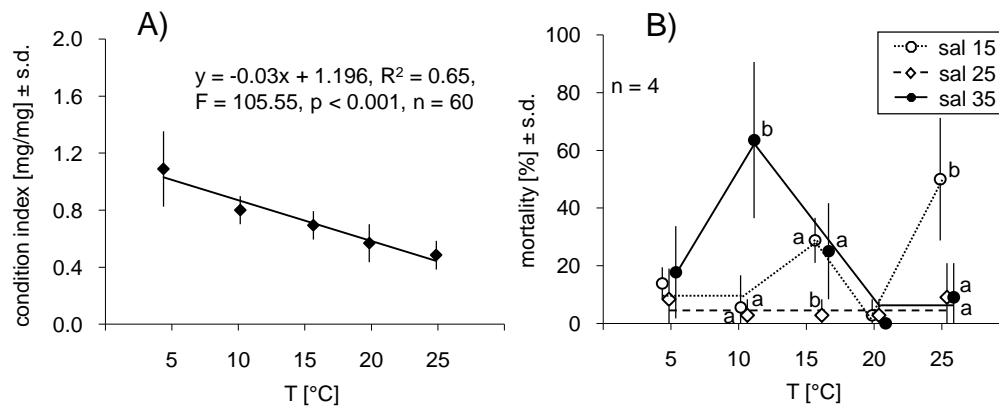 A)
y = -0.03x + 1.196, R² = 0.65,
F = 105.55, p < 0.001, n = 60
condition index [mg/mg] ± s.d.
2.0
1.6
1.2
0.8
0.4
0.0
5 10 15 20 25
T [°C]
B)
sal 15
sal 25
sal 35
n = 4
mortality [%] ± s.d.
100
80
60
40
20
0
b
b
a a
a
a b
a
a
5 10 15 20 25
T [°C]